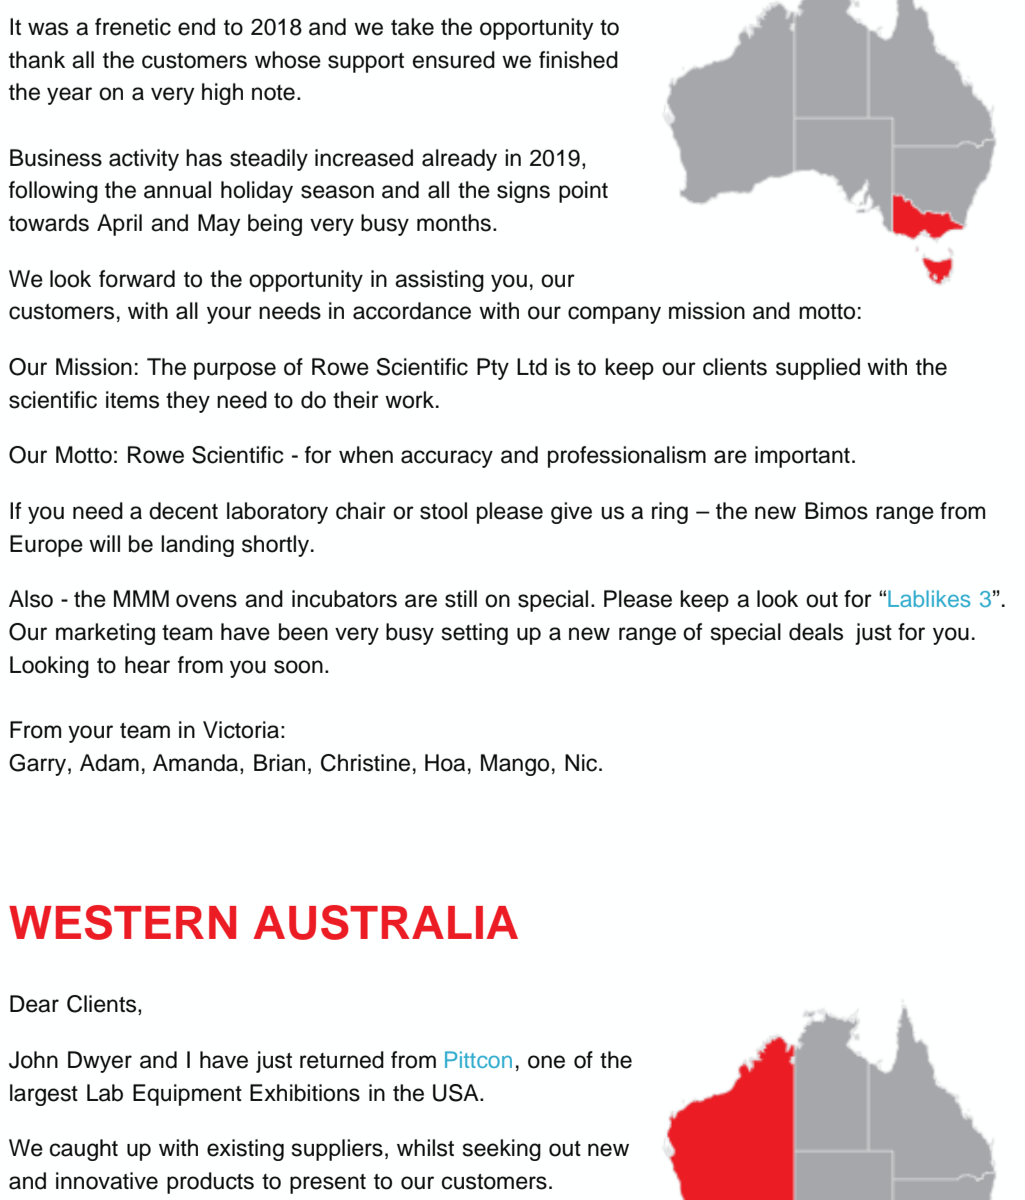 It was a frenetic end to 2018 and we take the opportunity to
thank all the customers whose support ensured we finished
the year on a very high note.
Business activity has steadily increased already in 2019,
following the annual holiday season and all the signs point
towards April and May being very busy months.
We look forward to the opportunity in assisting you, our
customers, with all your needs in accordance with our company mission and motto:
Our Mission: The purpose of Rowe Scientific Pty Ltd is to keep our clients supplied with the
scientific items they need to do their work.
Our Motto: Rowe Scientific - for when accuracy and professionalism are important.
If you need a decent laboratory chair or stool please give us a ring – the new Bimos range from
Europe will be landing shortly.
Also - the MMM ovens and incubators are still on special. Please keep a look out for “Lablikes 3”.
Our marketing team have been very busy setting up a new range of special deals just for you.
Looking to hear from you soon.
From your team in Victoria:
Garry, Adam, Amanda, Brian, Christine, Hoa, Mango, Nic.
WESTERN AUSTRALIA
Dear Clients,
John Dwyer and I have just returned from Pittcon, one of the
largest Lab Equipment Exhibitions in the USA.
We caught up with existing suppliers, whilst seeking out new
and innovative products to present to our customers.